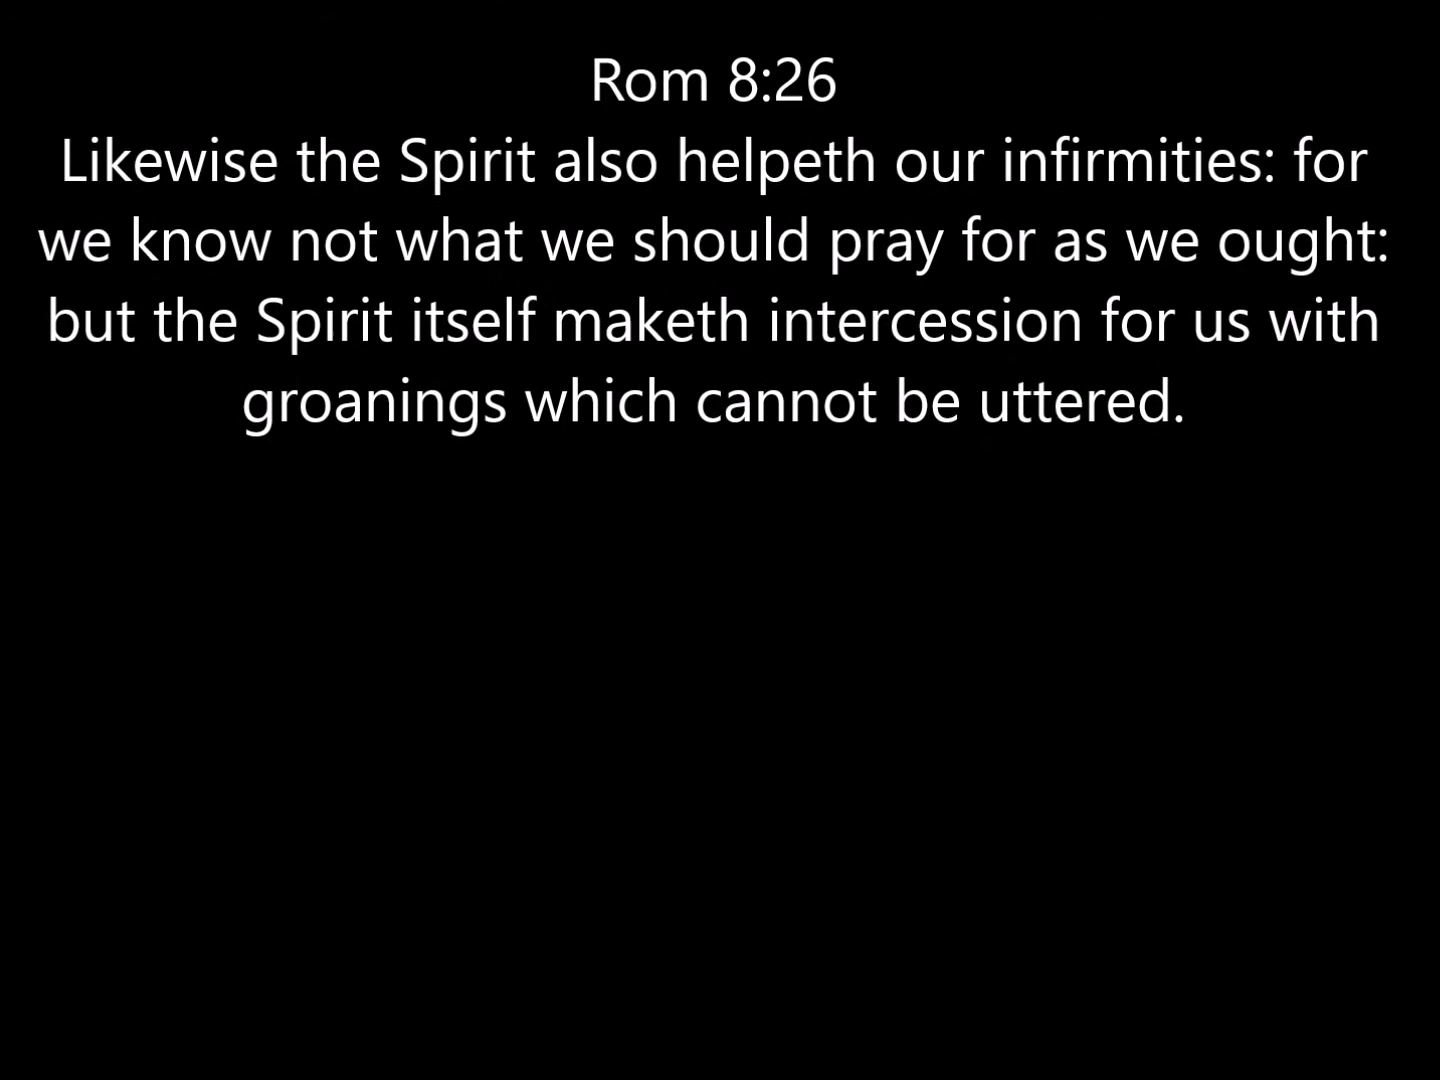 Rom 8:26
Likewise the Spirit also helpeth our infirmities: for
we know not what we should pray for as we ought:
but the Spirit itself maketh intercession for us with
groanings which cannot be uttered.